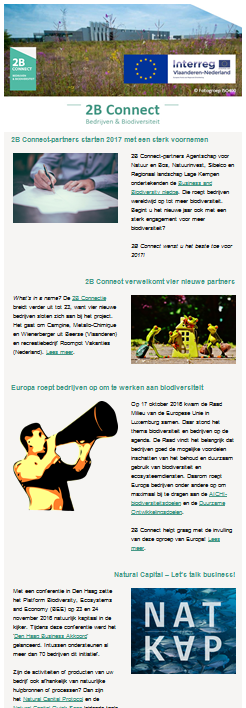 2B
CONNECT
Interreg
Vlaanderen-Nederland
2B Connect
Bedrijven & Biodiversiteit
2B Connect-partners starten 2017 met een sterk voornemen
2B Connect-partners Agentschap voor
Natuur en Bos, Natuurinvest, Sibelco en
Regionaal landschap Lage Kempen
ondertekenden de Business and
Biodiversity pledge. Die roept bedrijven
wereldwijd op tot meer biodiversiteit.
Begint u het nieuwe jaar ook met een
sterk engagement voor meer
biodiversiteit?
2B Connect wenst u het beste toe voor
2017!
2B Connect verwelkomt vier nieuwe partners
What's in a name? De 2B Connectie
breidt verder uit tot 23, want vier nieuwe
bedrijven sloten zich aan bij het project.
Het gaat om Campine, Metallo-Chimique
en Wienerberger uit Beerse (Vlaanderen)
en recreatiebedrijf Roompot Vakanties
(Nederland). Lees meer.
Europa roept bedrijven op om te werken aan biodiversiteit
Op 17 oktober 2016 kwam de Raad
Milieu van de Europese Unie in
Luxemburg samen. Daar stond het
thema biodiversiteit en bedrijven op de
agenda. De Raad vindt het belangrijk dat
bedrijven goed de mogelijke voordelen
inschatten van het behoud en duurzaam
gebruik van biodiversiteit en
ecosysteemdiensten. Daarom roept
Europa bedrijven onder andere op om
maximaal bij te dragen aan de AICHI-
biodiversiteitsdoelen en de Duurzame
Ontwikkelingsdoelen.
2B Connect helpt graag met de invulling
van deze oproep van Europa! Lees
meer.
Natural Capital – Let's talk business!
Met een conferentie in Den Haag zette
het Platform Biodiversity, Ecosystems
and Economy (BEE) op 23 en 24
november 2016 natuurlijk kapitaal in de
kijker. Tijdens deze conferentie werd het
'Den Haag Business Akkoord'
gelanceerd. Intussen ondersteunen al
meer dan 70 bedrijven dit initiatief.
Zijn de activiteiten of producten van uw
bedrijf ook afhankelijk van natuurlijke
hulpbronnen of processen? Dan zijn
het Natural Capital Protocol en de
NAT
KAP